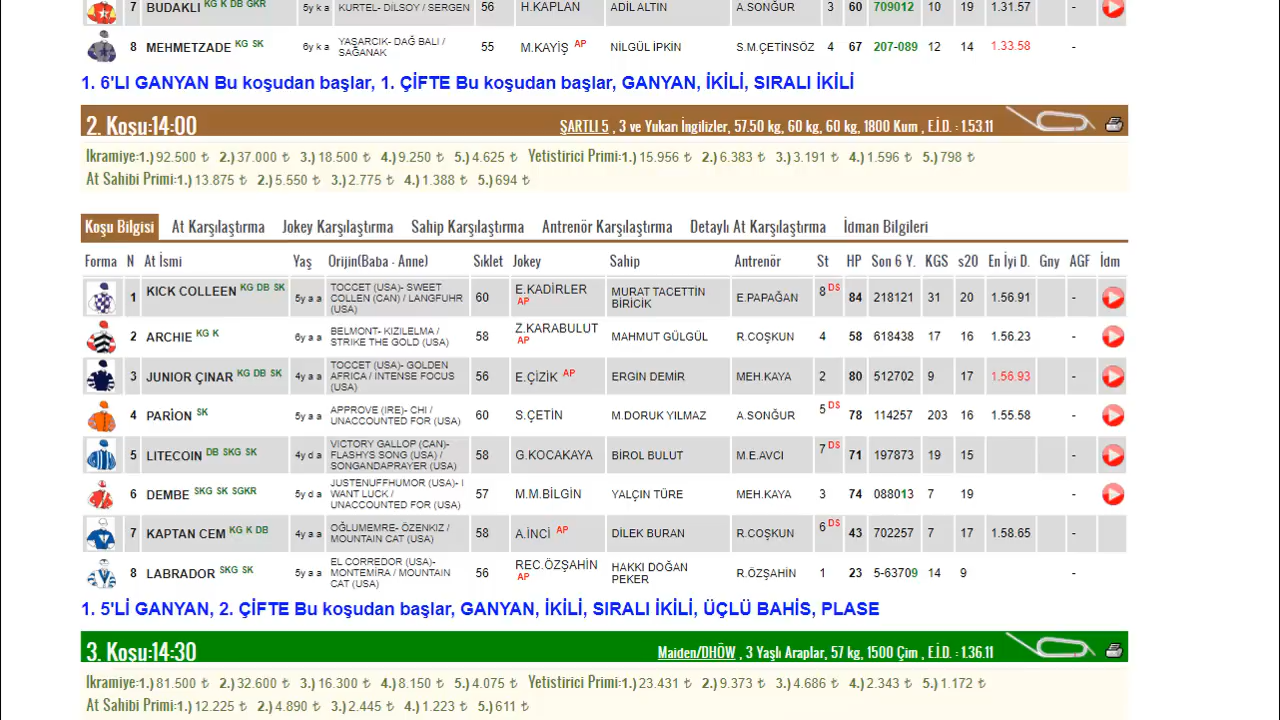 7 BUDAKLI KG K DB GKR 5y k a KURTEL- DİLSOY / SERGEN 56 H.KAPLAN ADİL ALTIN A.SONĞUR 3 60 709012 10 19 1.31.57
8 MEHMETZADE KG SK 6y k a YAŞARCIK- DAĞ BALI / SAĞANAK 55 M.KAYİŞ AP NİLGÜL İPKİN S.M.ÇETİNSÖZ 4 67 207-089 12 14 1.33.58 -
1. 6'LI GANYAN Bu koşudan başlar, 1. ÇİFTE Bu koşudan başlar, GANYAN, İKİLİ, SIRALI İKİLİ
2. Koşu:14:00 ŞARTLI 5 , 3 ve Yukarı İngilizler, 57.50 kg, 60 kg, 60 kg, 1800 Kum , E.İ.D. : 1.53.11
İkramiye:1.) 92.500 ₺ 2.) 37.000 ₺ 3.) 18.500 ₺ 4.) 9.250 ₺ 5.) 4.625 ₺ Yetistirici Primi:1.) 15.956 ₺ 2.) 6.383 ₺ 3.) 3.191 ₺ 4.) 1.596 ₺ 5.) 798 ₺
At Sahibi Primi:1.) 13.875 ₺ 2.) 5.550 ₺ 3.) 2.775 ₺ 4.) 1.388 ₺ 5.) 694 ₺
Koşu Bilgisi At Karşılaştırma Jokey Karşılaştırma Sahip Karşılaştırma Antrenör Karşılaştırma Detaylı At Karşılaştırma İdman Bilgileri
Forma N At İsmi Yaş Orijin(Baba - Anne) Sıklet Jokey Sahip Antrenör St HP Son 6 Y. KGS s20 En İyi D. Gny AGF İdm
1 KICK COLLEEN KG DB SK 5y a a TOCCET (USA)- SWEET COLLEN (CAN) / LANGFUHR (USA) 60 E.KADİRLER AP MURAT TACETTİN BİRİCİK E.PAPAĞAN 8 DS 84 218121 31 20 1.56.91 -
2 ARCHIE KG K 6y a a BELMONT- KIZILELMA / STRIKE THE GOLD (USA) 58 Z.KARABULUT AP MAHMUT GÜLGÜL R.COŞKUN 4 58 618438 17 16 1.56.23 -
3 JUNIOR ÇINAR KG DB SK 4y a a TOCCET (USA)- GOLDEN AFRICA / INTENSE FOCUS (USA) 56 E.ÇİZİK AP ERGİN DEMİR MEH.KAYA 2 80 512702 9 17 1.56.93 -
4 PARİON SK 5y a a APPROVE (IRE)- CHI / UNACCOUNTED FOR (USA) 60 S.ÇETİN M.DORUK YILMAZ A.SONĞUR 5 DS 78 114257 203 16 1.55.58 -
5 LITECOIN DB SKG SK 4y d a VICTORY GALLOP (CAN)- FLASHYS SONG (USA) / SONGANDAPRAYER (USA) 58 G.KOCAKAYA BİROL BULUT M.E.AVCI 7 DS 71 197873 19 15 -
6 DEMBE SKG SK SGKR 5y d a JUSTENUFFHUMOR (USA)- I WANT LUCK / UNACCOUNTED FOR (USA) 57 M.M.BİLGİN YALÇIN TÜRE MEH.KAYA 3 74 088013 7 19 -
7 KAPTAN CEM KG K DB 4y a a OĞLUMEMRE- ÖZENKIZ / MOUNTAIN CAT (USA) 58 A.İNCİ AP DİLEK BURAN R.COŞKUN 6 DS 43 702257 7 17 1.58.65 -
8 LABRADOR SKG SK 5y a a EL CORREDOR (USA)- MONTEMİRA / MOUNTAIN CAT (USA) 56 REC.ÖZŞAHİN AP HAKKI DOĞAN PEKER R.ÖZŞAHİN 1 23 5-63709 14 9 -
1. 5'Lİ GANYAN, 2. ÇİFTE Bu koşudan başlar, GANYAN, İKİLİ, SIRALI İKİLİ, ÜÇLÜ BAHİS, PLASE
3. Koşu:14:30 Maiden/DHÖW , 3 Yaşlı Araplar, 57 kg, 1500 Çim , E.İ.D. : 1.36.11
İkramiye:1.) 81.500 ₺ 2.) 32.600 ₺ 3.) 16.300 ₺ 4.) 8.150 ₺ 5.) 4.075 ₺ Yetistirici Primi:1.) 23.431 ₺ 2.) 9.373 ₺ 3.) 4.686 ₺ 4.) 2.343 ₺ 5.) 1.172 ₺
At Sahibi Primi:1.) 12.225 ₺ 2.) 4.890 ₺ 3.) 2.445 ₺ 4.) 1.223 ₺ 5.) 611 ₺